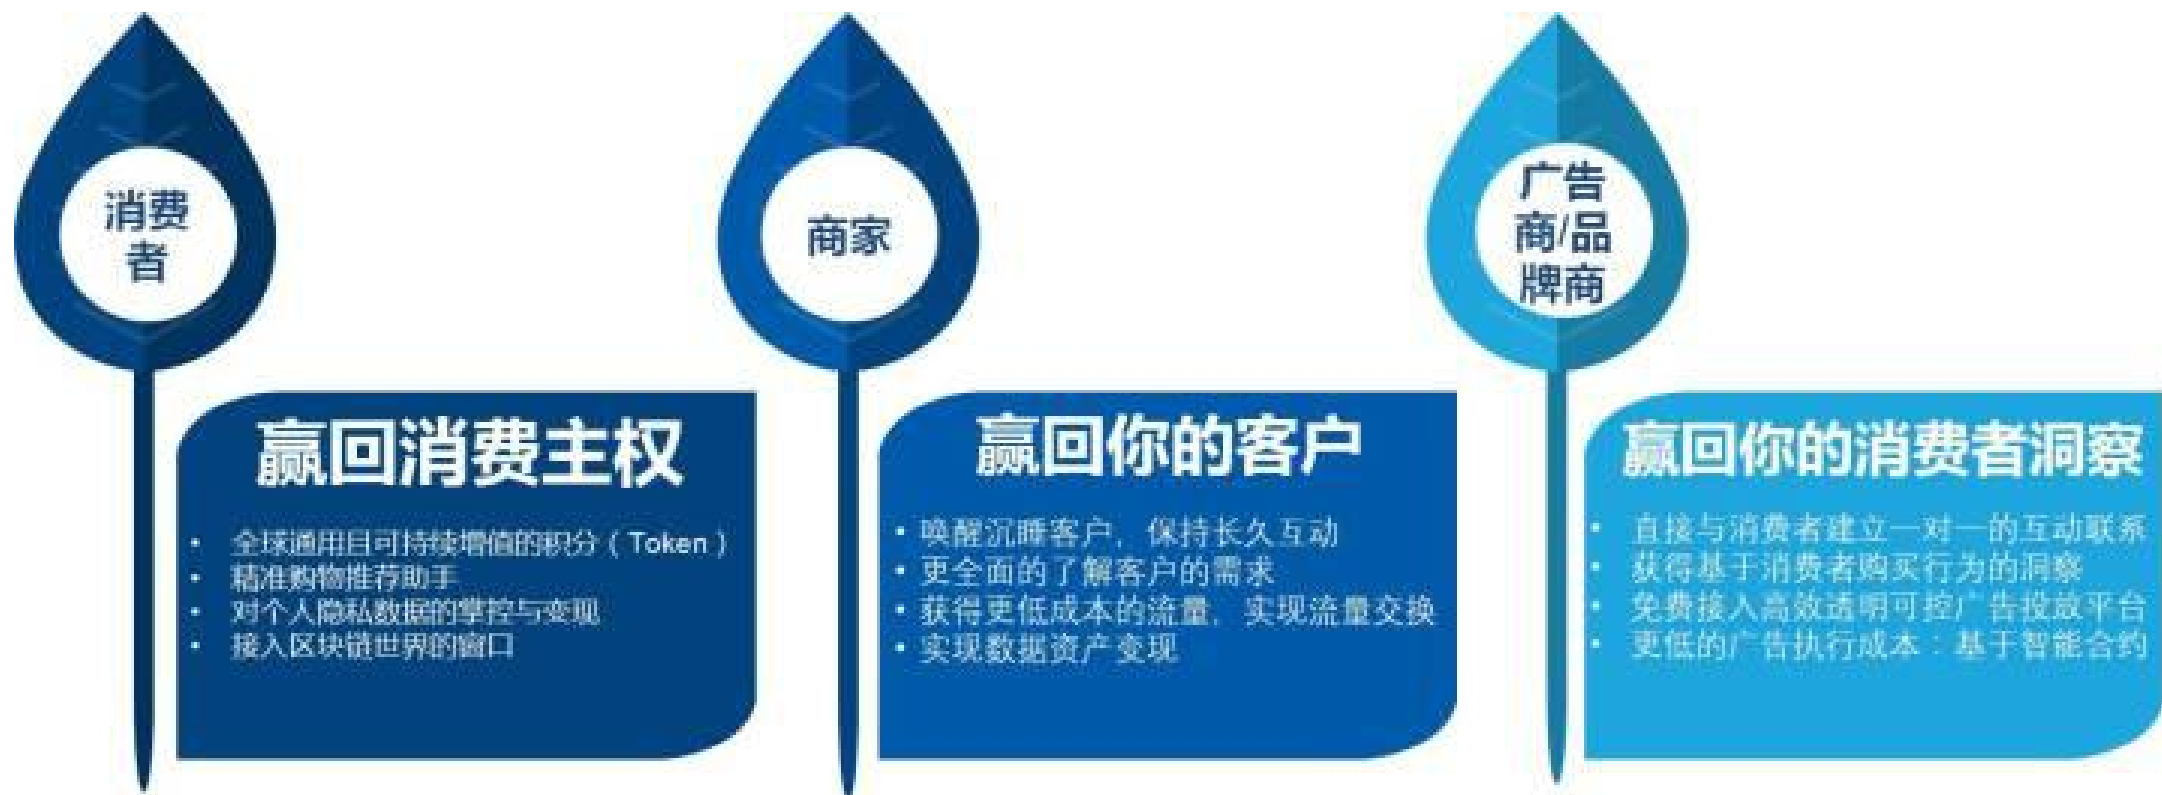 消费
者
赢回消费主权
• 全球通用且可持续增值的积分（Token）
• 精准购物推荐助手
• 对个人隐私数据的掌控与变现
• 接入区块链世界的窗口
商家
赢回你的客户
• 唤醒沉睡客户，保持长久互动
• 更全面的了解客户的需求
• 获得更低成本的流量，实现流量交换
• 实现数据资产变现
广告
商/品
牌商
赢回你的消费者洞察
• 直接与消费者建立一对一的互动联系
• 获得基于消费者购买行为的洞察
• 免费接入高效透明可控广告投放平台
• 更低的广告执行成本：基于智能合约